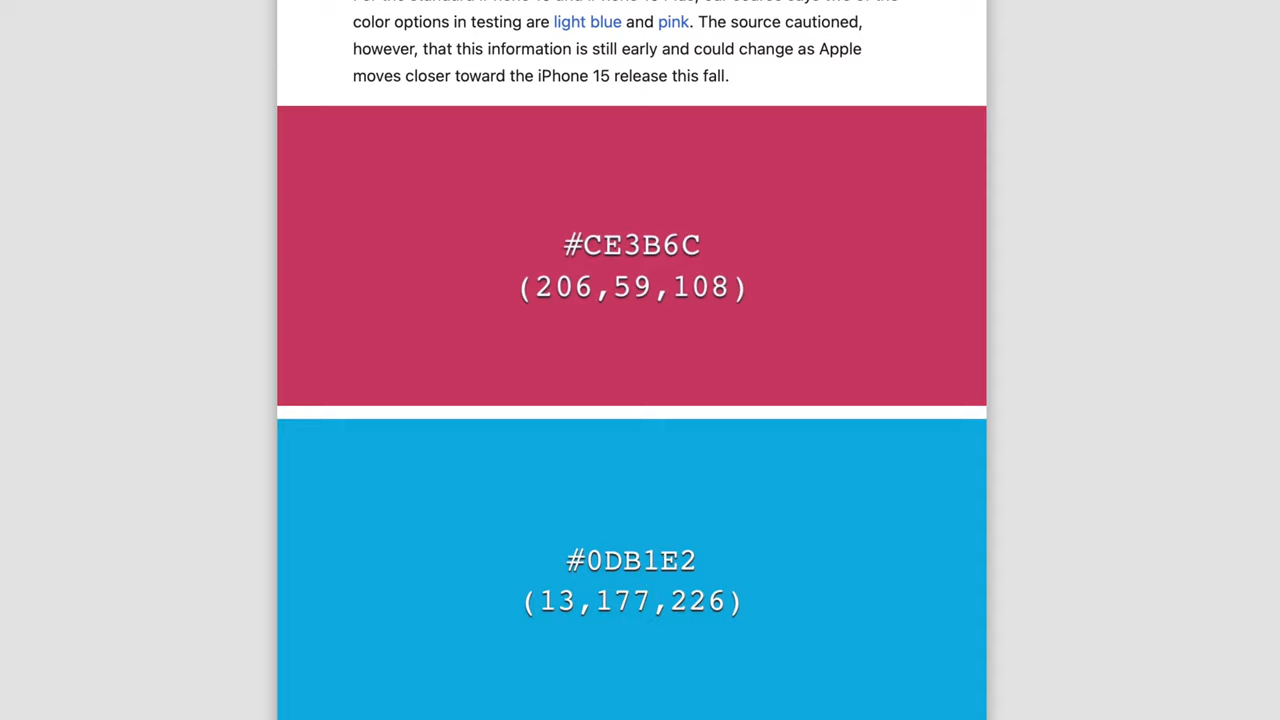 color options in testing are light blue and pink. The source cautioned,
however, that this information is still early and could change as Apple
moves closer toward the iPhone 15 release this fall.
#CE3B6C
(206,59,108)
#0DB1E2
(13,177,226)